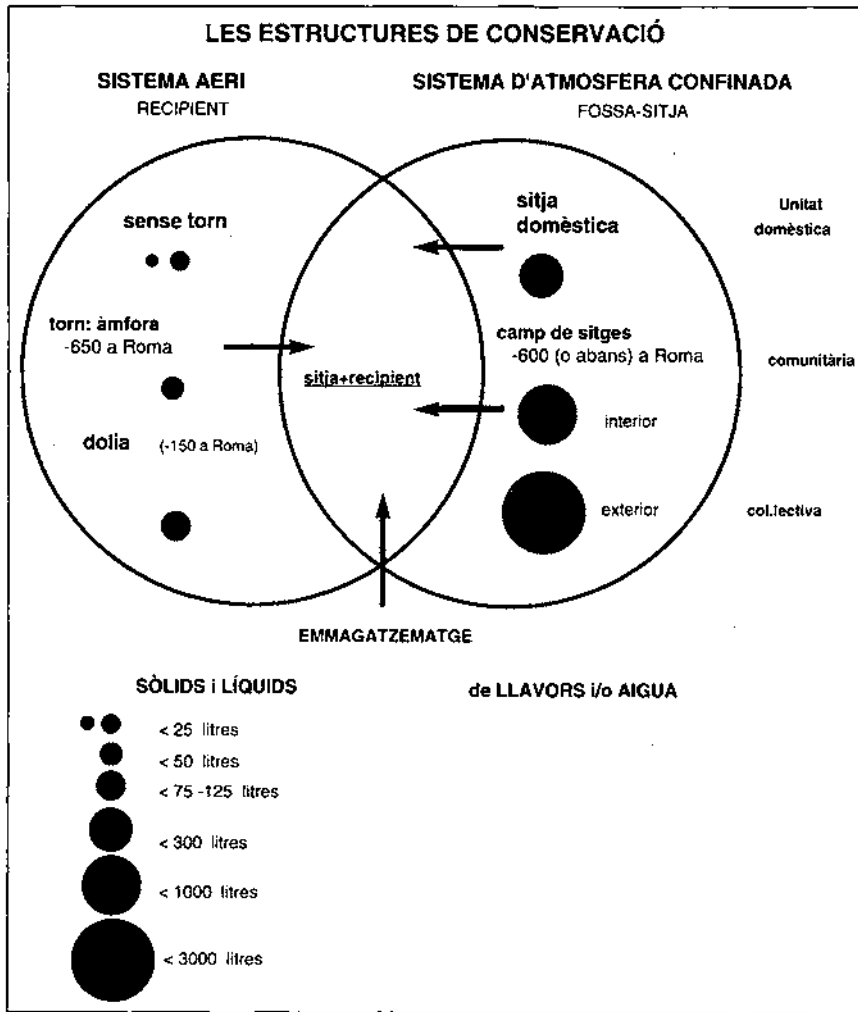 LES ESTRUCTURES DE CONSERVACIÓ
SISTEMA AERI
RECIPIENT
SISTEMA D'ATMOSFERA CONFINADA
FOSSA-SITJA
sense torn
torn: àmfora
-650 a Roma
dolia (-150 a Roma)
sitja+recipient
sitja
domèstica
camp de sitges
-600 (o abans) a Roma
interior
exterior
Unitat
domèstica
comunitària
col.lectiva
EMMAGATZEMATGE
SÒLIDS i LÍQUIDS
de LLAVORS i/o AIGUA
< 25 litres
< 50 litres
< 75 -125 litres
< 300 litres
< 1000 litres
< 3000 litres